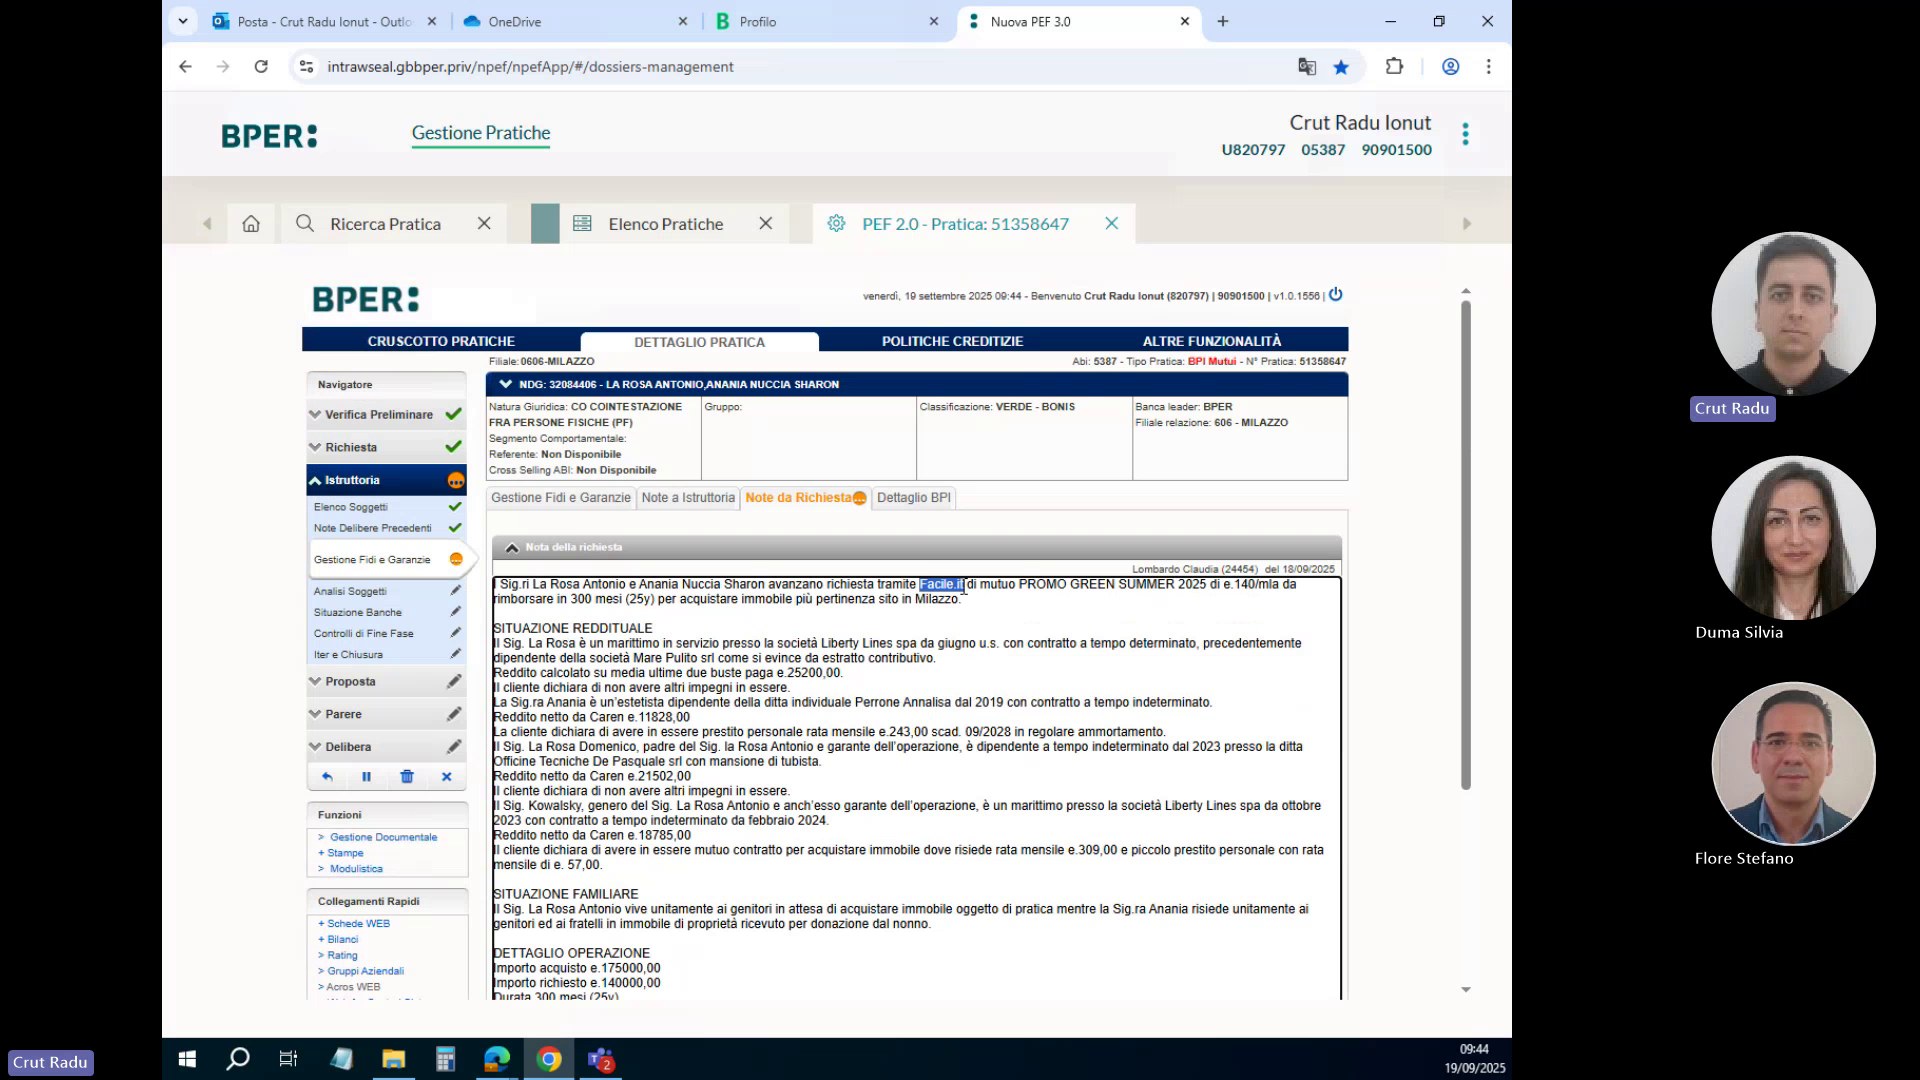 Posta - Crut Radu Ionut - Outlo
OneDrive
Profilo
Nuova PEF 3.0
intrawseal.gbbper.priv/npef/npefApp/#/dossiers-management
BPER:
Gestione Pratiche
Crut Radu Ionut
U820797 05387 90901500
Ricerca Pratica
Elenco Pratiche
PEF 2.0 - Pratica: 51358647
BPER:
venerdì, 19 settembre 2025 09:44 - Benvenuto Crut Radu Ionut (820797) | 90901500 | v1.0.1556 |
CRUSCOTTO PRATICHE
DETTAGLIO PRATICA
POLITICHE CREDITIZIE
ALTRE FUNZIONALITÀ
Filiale: 0606-MILAZZO
Abi: 5387 - Tipo Pratica: BPI Mutui - N° Pratica: 51358647
Navigatore
Verifica Preliminare
Richiesta
Istruttoria
Elenco Soggetti
Note Delibere Precedenti
Gestione Fidi e Garanzie
Analisi Soggetti
Situazione Banche
Controlli di Fine Fase
Iter e Chiusura
Proposta
Parere
Delibera
Funzioni
> Gestione Documentale
+ Stampe
> Modulistica
Collegamenti Rapidi
+ Schede WEB
+ Bilanci
> Rating
> Gruppi Aziendali
> Acros WEB
NDG: 32084406 - LA ROSA ANTONIO,ANANIA NUCCIA SHARON
Natura Giuridica: CO COINTESTAZIONE
FRA PERSONE FISICHE (PF)
Segmento Comportamentale:
Referente: Non Disponibile
Cross Selling ABI: Non Disponibile
Gruppo:
Classificazione: VERDE - BONIS
Banca leader: BPER
Filiale relazione: 606 - MILAZZO
Gestione Fidi e Garanzie
Note a Istruttoria
Note da Richiesta
Dettaglio BPI
Nota della richiesta
Lombardo Claudia (24454) del 18/09/2025
I Sig.ri La Rosa Antonio e Anania Nuccia Sharon avanzano richiesta tramite Facile.it di mutuo PROMO GREEN SUMMER 2025 di e.140/mla da
rimborsare in 300 mesi (25y) per acquistare immobile più pertinenza sito in Milazzo.
SITUAZIONE REDDITUALE
Il Sig. La Rosa è un marittimo in servizio presso la società Liberty Lines spa da giugno u.s. con contratto a tempo determinato, precedentemente
dipendente della società Mare Pulito srl come si evince da estratto contributivo.
Reddito calcolato su media ultime due buste paga e.25200,00.
Il cliente dichiara di non avere altri impegni in essere.
La Sig.ra Anania è un'estetista dipendente della ditta individuale Perrone Annalisa dal 2019 con contratto a tempo indeterminato.
Reddito netto da Caren e.11828,00
La cliente dichiara di avere in essere prestito personale rata mensile e.243,00 scad. 09/2028 in regolare ammortamento.
Il Sig. La Rosa Domenico, padre del Sig. la Rosa Antonio e garante dell'operazione, è dipendente a tempo indeterminato dal 2023 presso la ditta
Officine Tecniche De Pasquale srl con mansione di tubista.
Reddito netto da Caren e.21502,00
Il cliente dichiara di non avere altri impegni in essere.
Il Sig. Kowalsky, genero del Sig. La Rosa Antonio e anch'esso garante dell'operazione, è un marittimo presso la società Liberty Lines spa da ottobre
2023 con contratto a tempo indeterminato da febbraio 2024.
Reddito netto da Caren e.18785,00
Il cliente dichiara di avere in essere mutuo contratto per acquistare immobile dove risiede rata mensile e.309,00 e piccolo prestito personale con rata
mensile di e. 57,00.
SITUAZIONE FAMILIARE
Il Sig. La Rosa Antonio vive unitamente ai genitori in attesa di acquistare immobile oggetto di pratica mentre la Sig.ra Anania risiede unitamente ai
genitori ed ai fratelli in immobile di proprietà ricevuto per donazione dal nonno.
DETTAGLIO OPERAZIONE
Importo acquisto e.175000,00
Importo richiesto e.140000,00
Durata 300 mesi (25y)
Crut Radu
Duma Silvia
Flore Stefano
Crut Radu
2
09:44
19/09/2025